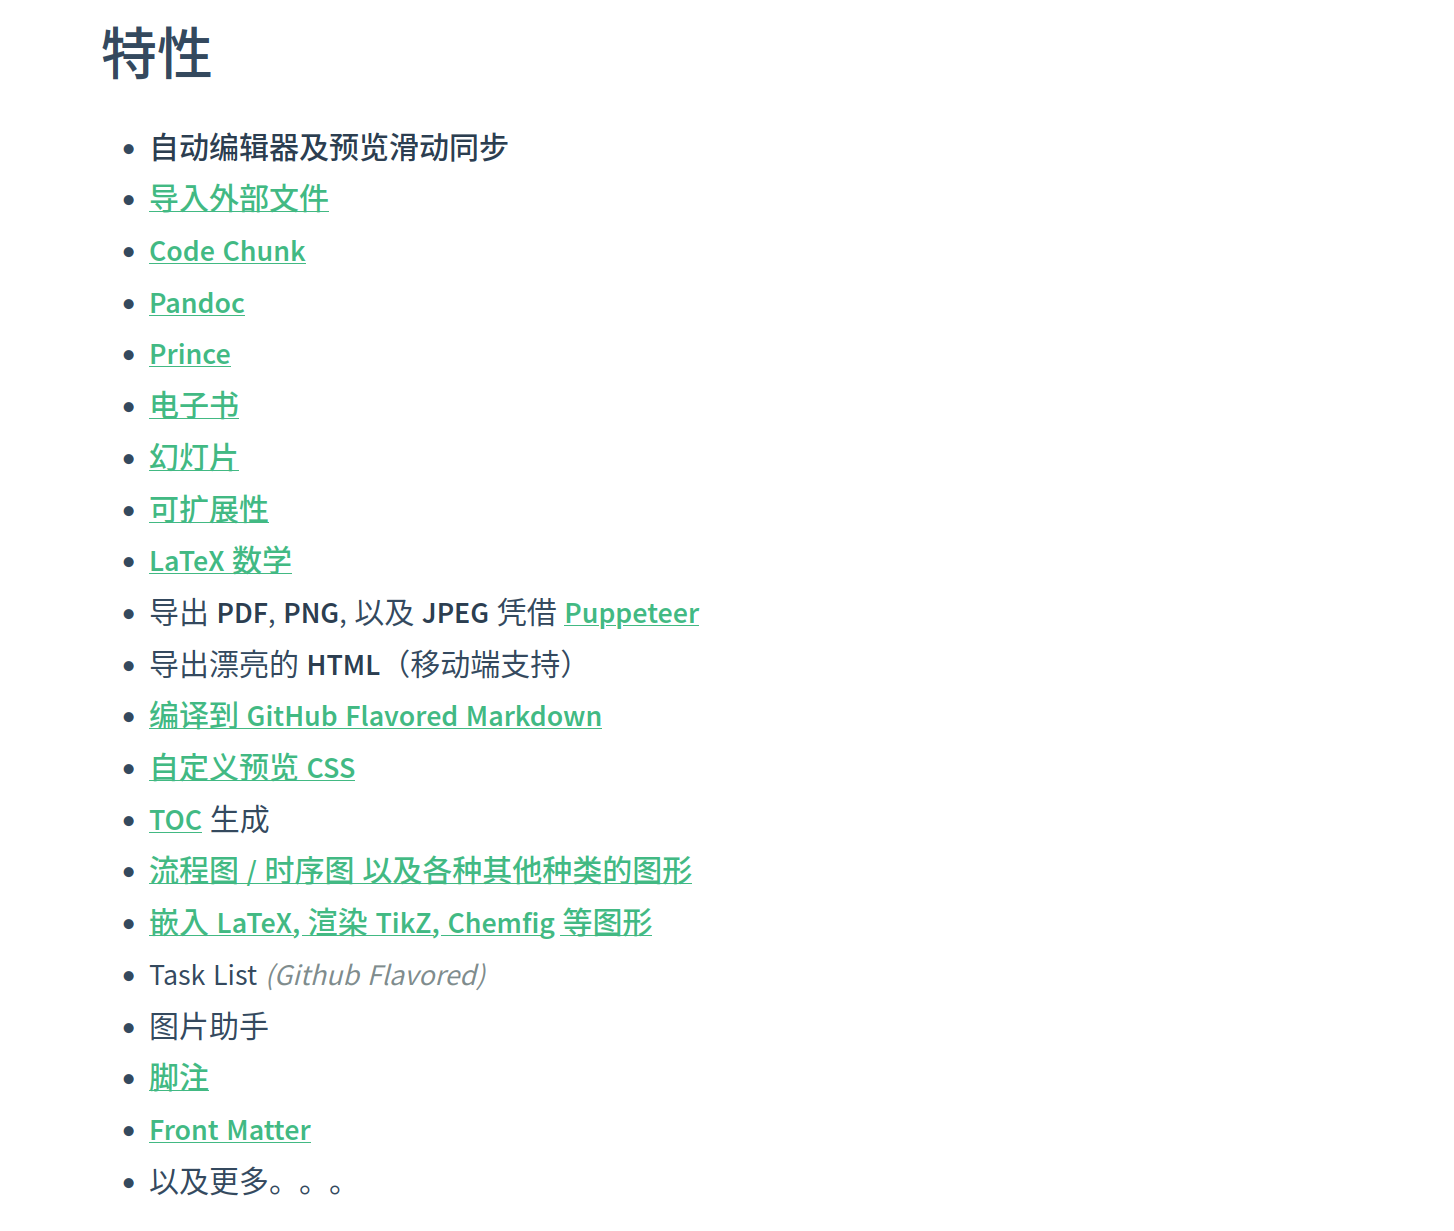 特性
自动编辑器及预览滑动同步
导入外部文件
Code Chunk
Pandoc
Prince
电子书
幻灯片
可扩展性
LaTeX 数学
导出 PDF, PNG, 以及 JPEG 凭借 Puppeteer
导出漂亮的 HTML（移动端支持）
编译到 GitHub Flavored Markdown
自定义预览 CSS
TOC 生成
流程图 / 时序图 以及各种其他种类的图形
嵌入 LaTeX, 渲染 TikZ, Chemfig 等图形
Task List (Github Flavored)
图片助手
脚注
Front Matter
以及更多。。。